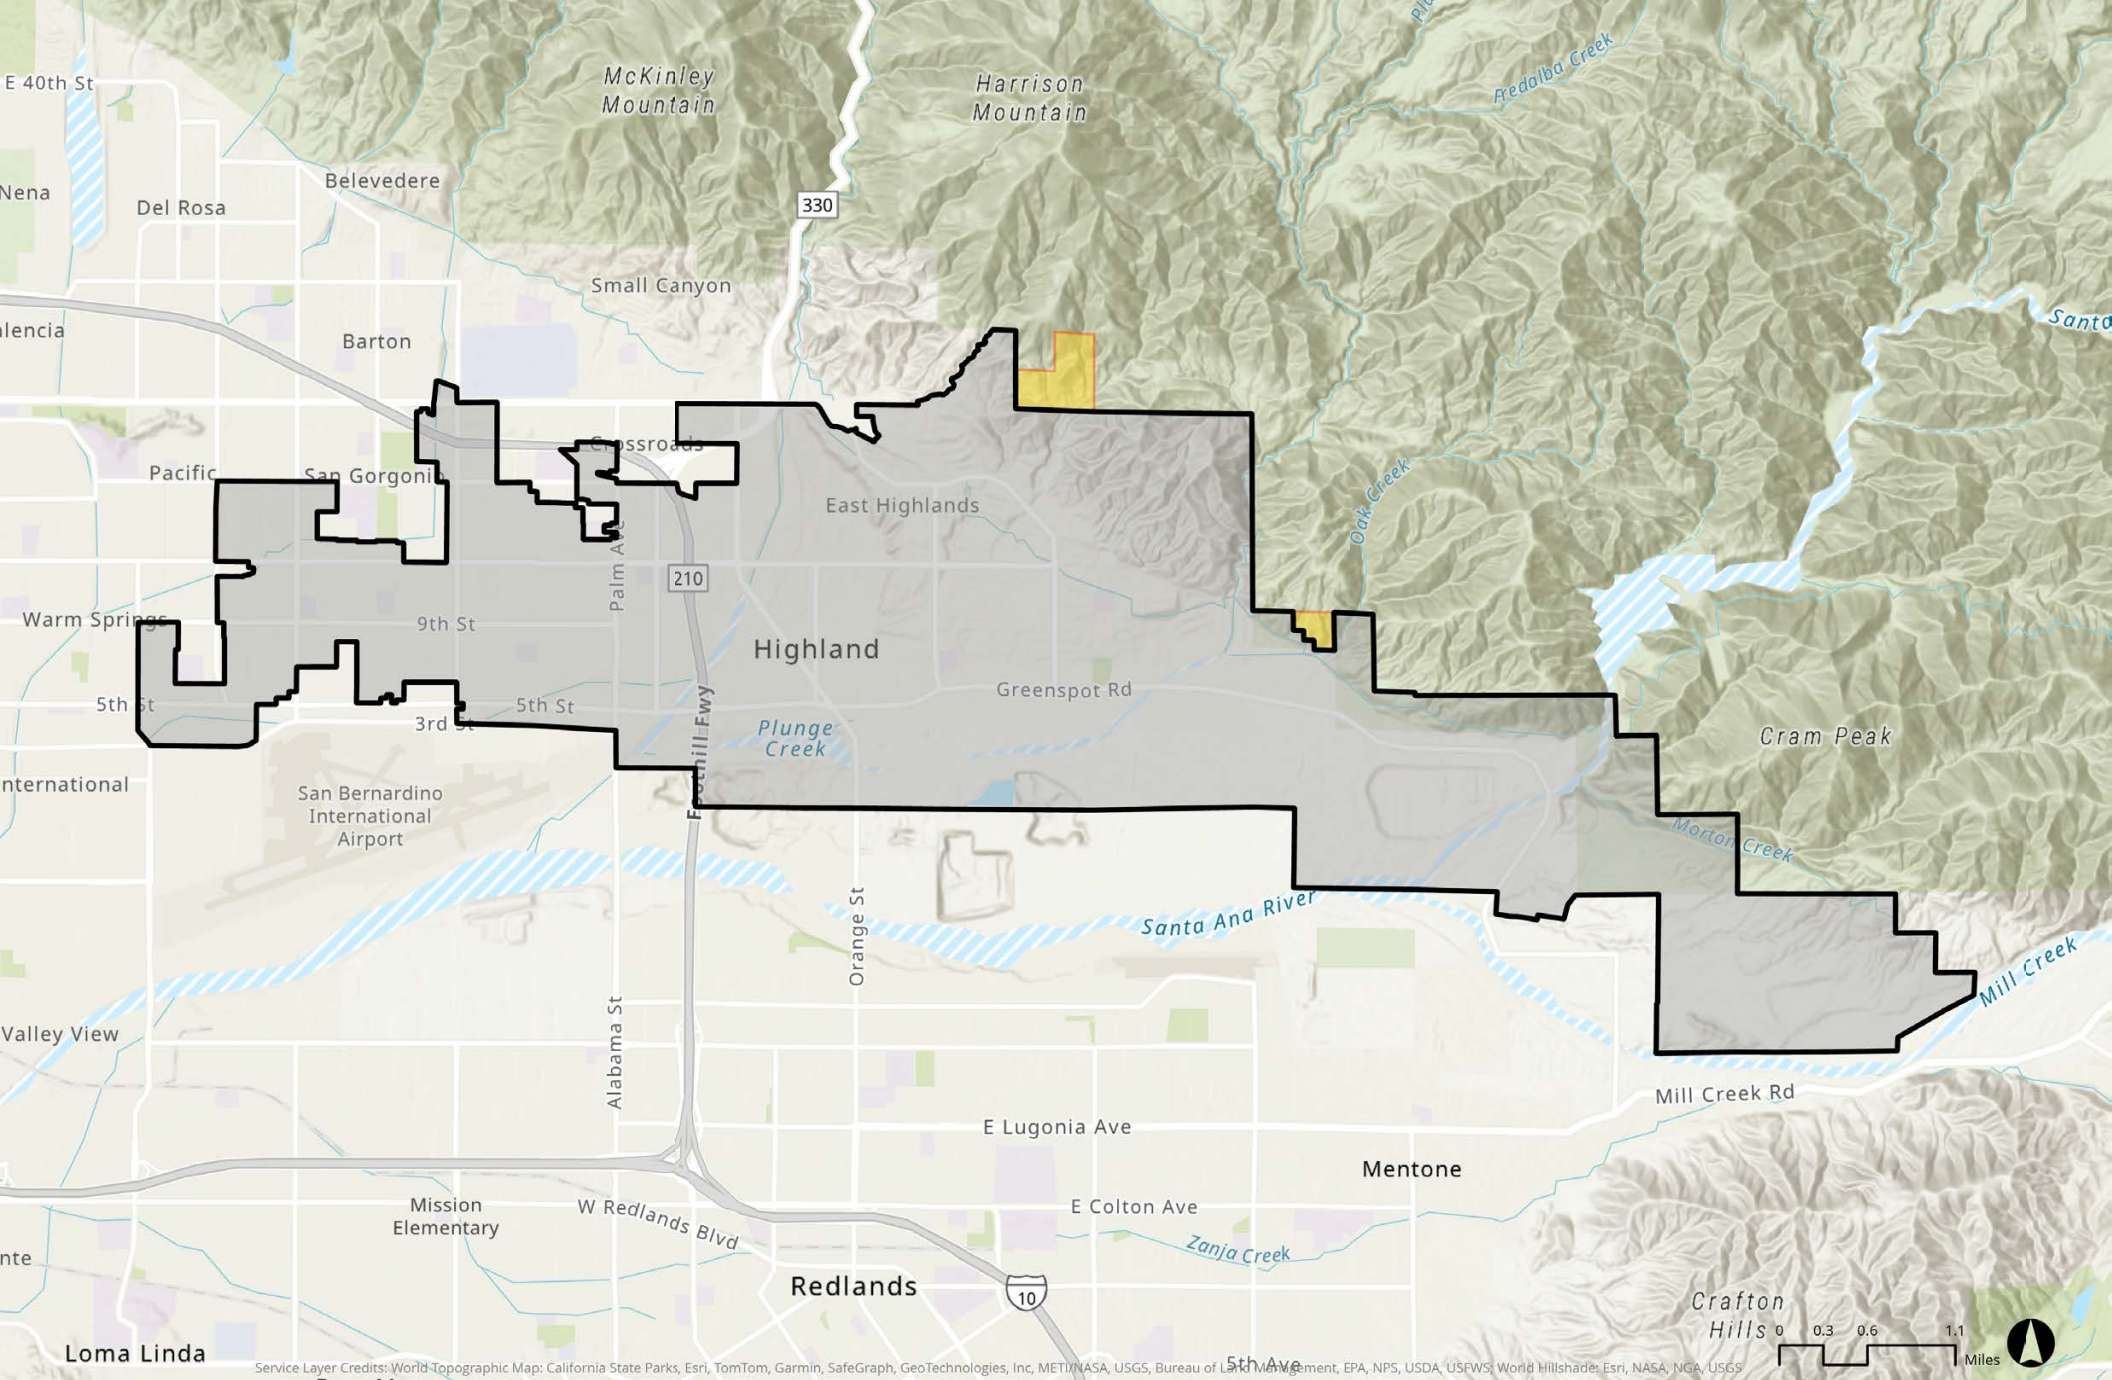 Fredalba Creek
McKinley
Mountain
Harrison
Mountain
E 40th St
Belevedere
Nena
Del Rosa
330
Small Canyon
Santa
Barton
Crossroads
Pacific
San Gorgonio
East Highlands
Oak Creek
Palm Ave
210
Warm Springs
9th St
Highland
Greenspot Rd
5th St
5th St
3rd St
Plunge
Creek
Foothill Fwy
Cram Peak
San Bernardino
International
Airport
Morton Creek
Orange St
Santa Ana River
Mill Creek
Valley View
Alabama St
Mill Creek Rd
E Lugonia Ave
Mentone
Mission
Elementary
W Redlands Blvd
E Colton Ave
Zanja Creek
Redlands
10
Crafton
Hills
0 0.3 0.6 1.1
Miles
Loma Linda
5th Ave
Service Layer Credits: World Topographic Map: California State Parks, Esri, TomTom, Garmin, SafeGraph, GeoTechnologies, Inc, METI/NASA, USGS, Bureau of Land Management, EPA, NPS, USDA, USFWS; World Hillshade: Esri, NASA, NGA, USGS